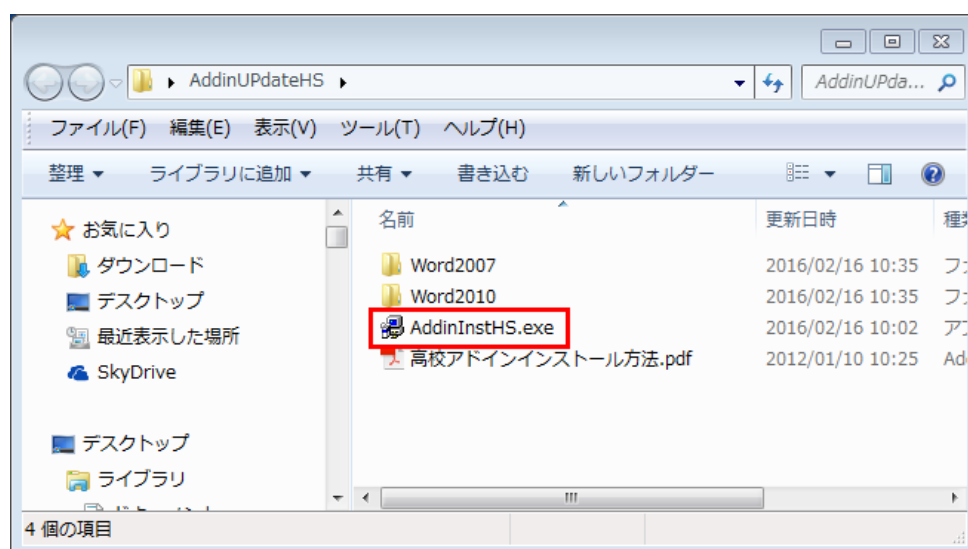 AddinUPdateHS
AddinUPda...
ファイル(F) 編集(E) 表示(V) ツール(T) ヘルプ(H)
整理 ライブラリに追加 共有 書き込む 新しいフォルダー
お気に入り
ダウンロード
デスクトップ
最近表示した場所
SkyDrive
デスクトップ
ライブラリ
名前 更新日時 種
Word2007 2016/02/16 10:35 フ
Word2010 2016/02/16 10:35 フ
AddinInstHS.exe 2016/02/16 10:02 ア
高校アドインインストール方法.pdf 2012/01/10 10:25 Ad
4 個の項目